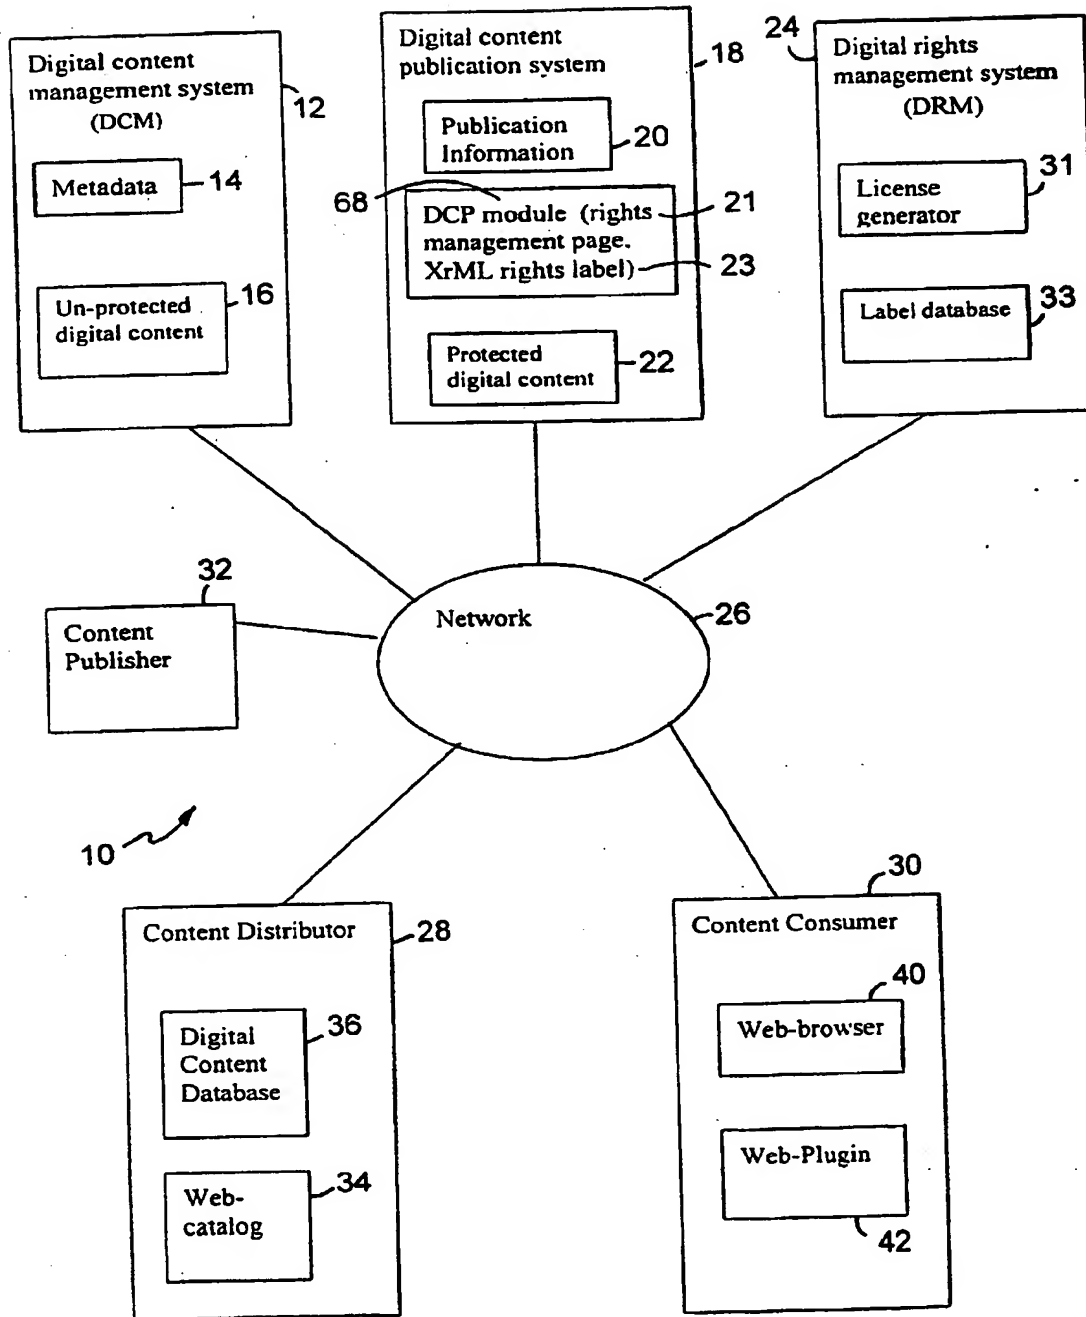 Digital content
management system
(DCM)
12
Metadata
14
Un-protected
digital content
16
Digital content
publication system
18
Publication
Information
20
68
DCP module (rights
management page.
XrML rights label)
21
23
Protected
digital content
22
24
Digital rights
management system
(DRM)
License
generator
31
Label database
33
32
Content
Publisher
Network
26
10
Content Distributor
28
Digital
Content
Database
36
Web-
catalog
34
30
Content Consumer
40
Web-browser
Web-Plugin
42